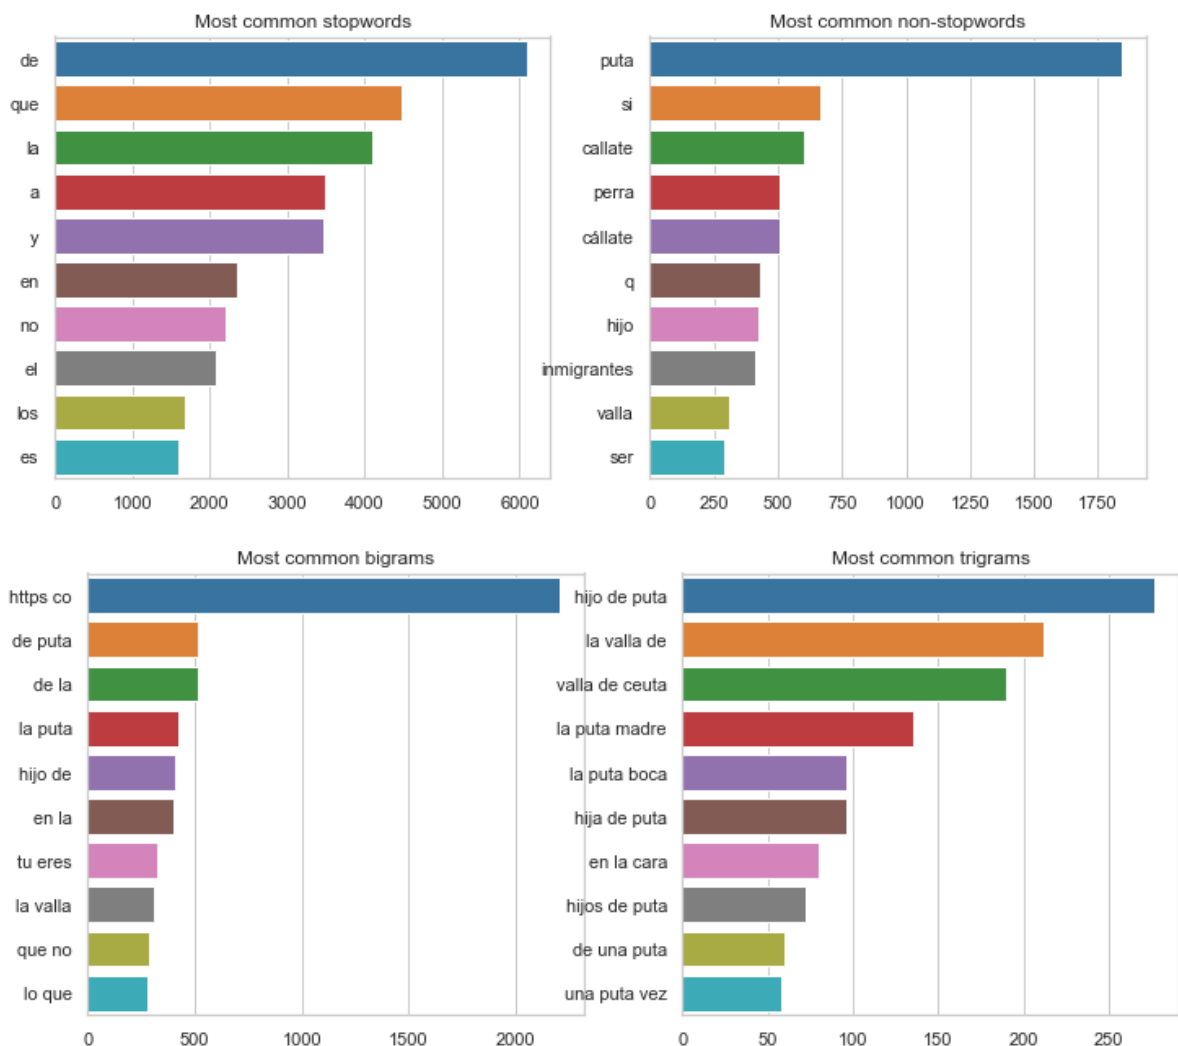 Most common stopwords
de
que
la
a
y
en
no
el
los
es
0 1000 2000 3000 4000 5000 6000
Most common non-stopwords
puta
si
callate
perra
cállate
q
hijo
inmigrantes
valla
ser
0 250 500 750 1000 1250 1500 1750
Most common bigrams
https co
de puta
de la
la puta
hijo de
en la
tu eres
la valla
que no
lo que
0 500 1000 1500 2000
Most common trigrams
hijo de puta
la valla de
valla de ceuta
la puta madre
la puta boca
hija de puta
en la cara
hijos de puta
de una puta
una puta vez
0 50 100 150 200 250